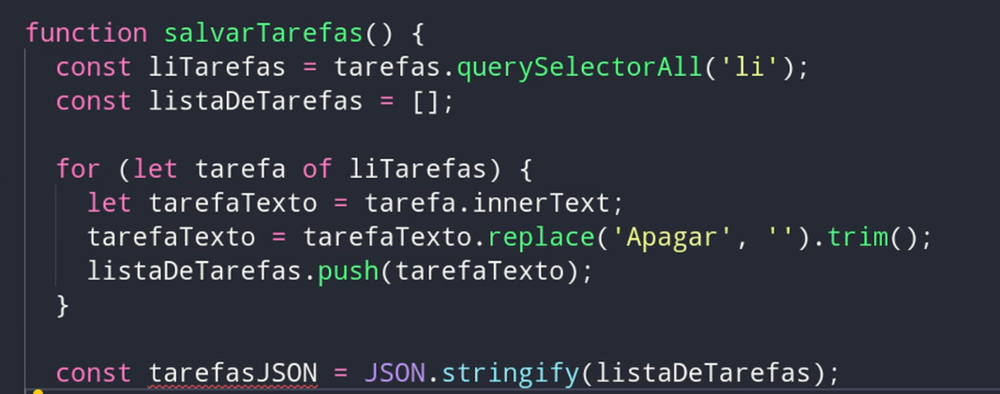 function salvarTarefas() {
const liTarefas = tarefas.querySelectorAll('li');
const listaDeTarefas = [];
for (let tarefa of liTarefas) {
let tarefaTexto = tarefa.innerText;
tarefaTexto = tarefaTexto.replace('Apagar', '').trim();
listaDeTarefas.push(tarefaTexto);
}
const tarefasJSON = JSON.stringify(listaDeTarefas);